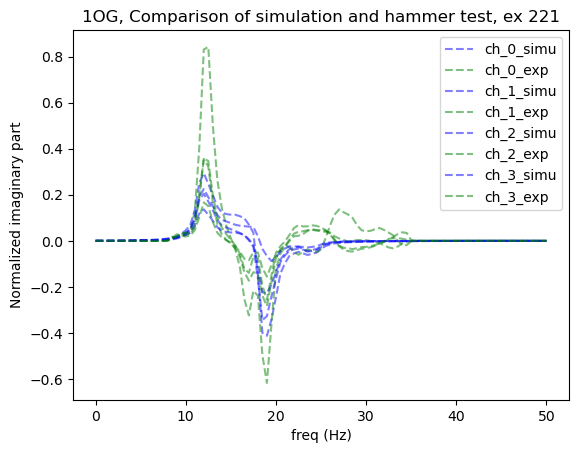 1OG, Comparison of simulation and hammer test, ex 221
Normalized imaginary part
0.8
0.6
0.4
0.2
0.0
−0.2
−0.4
−0.6
ch_0_simu
ch_0_exp
ch_1_simu
ch_1_exp
ch_2_simu
ch_2_exp
ch_3_simu
ch_3_exp
0 10 20 30 40 50
freq (Hz)